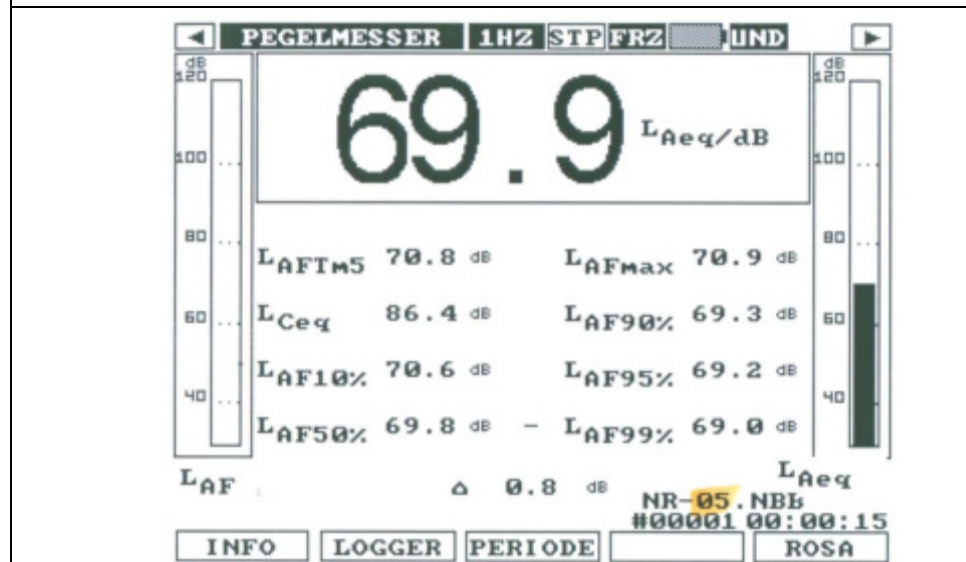 ◄ PEGELMESSER 1HZ STP FRZ UND ►
dB dB
120 120
69.9 LAeq/dB
100 100
80 80
LAFTm5 70.8 dB LAFmax 70.9 dB
60 LCeq 86.4 dB LAF90% 69.3 dB 60
LAF10% 70.6 dB LAF95% 69.2 dB
40 40
LAF50% 69.8 dB - LAF99% 69.0 dB
LAF LAeq
△ 0.8 dB
NR-05.NBB
#00001 00:00:15
INFO LOGGER PERIODE ROSA